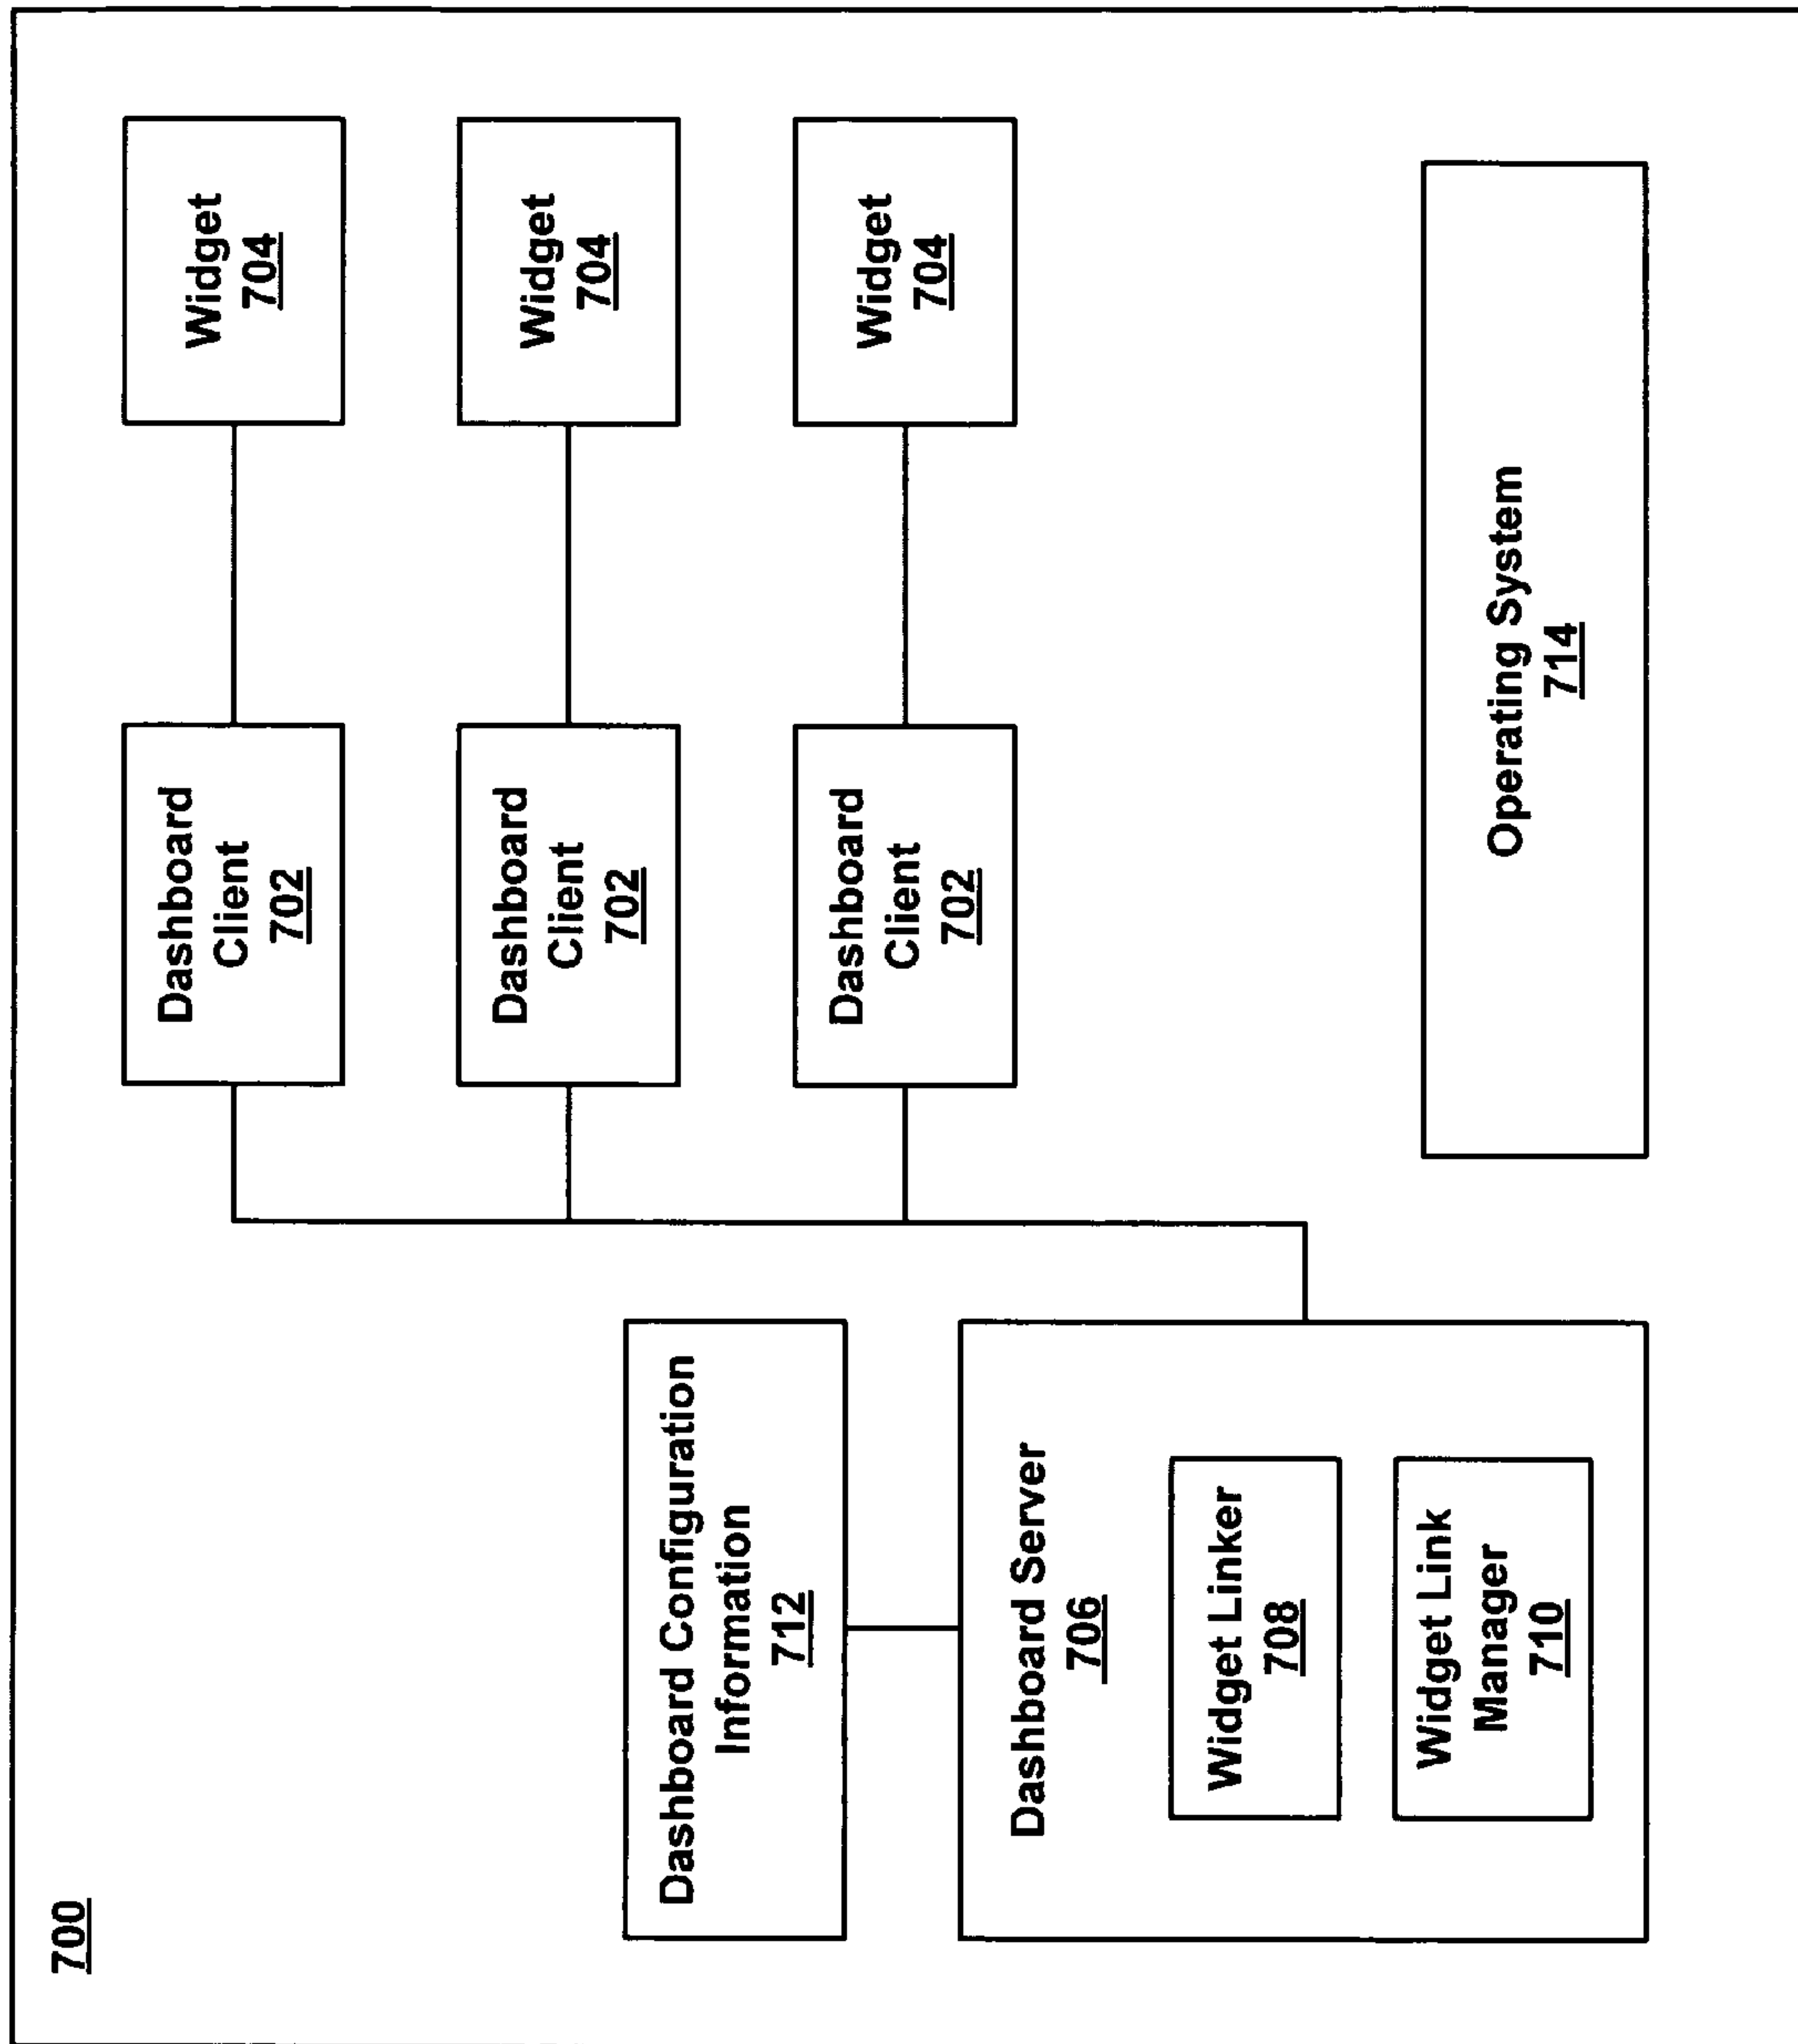 700
Dashboard Configuration
Information
712
Dashboard Server
706
Widget Linker
708
Widget Link
Manager
710
Dashboard
Client
702
Widget
704
Dashboard
Client
702
Widget
704
Dashboard
Client
702
Widget
704
Operating System
714